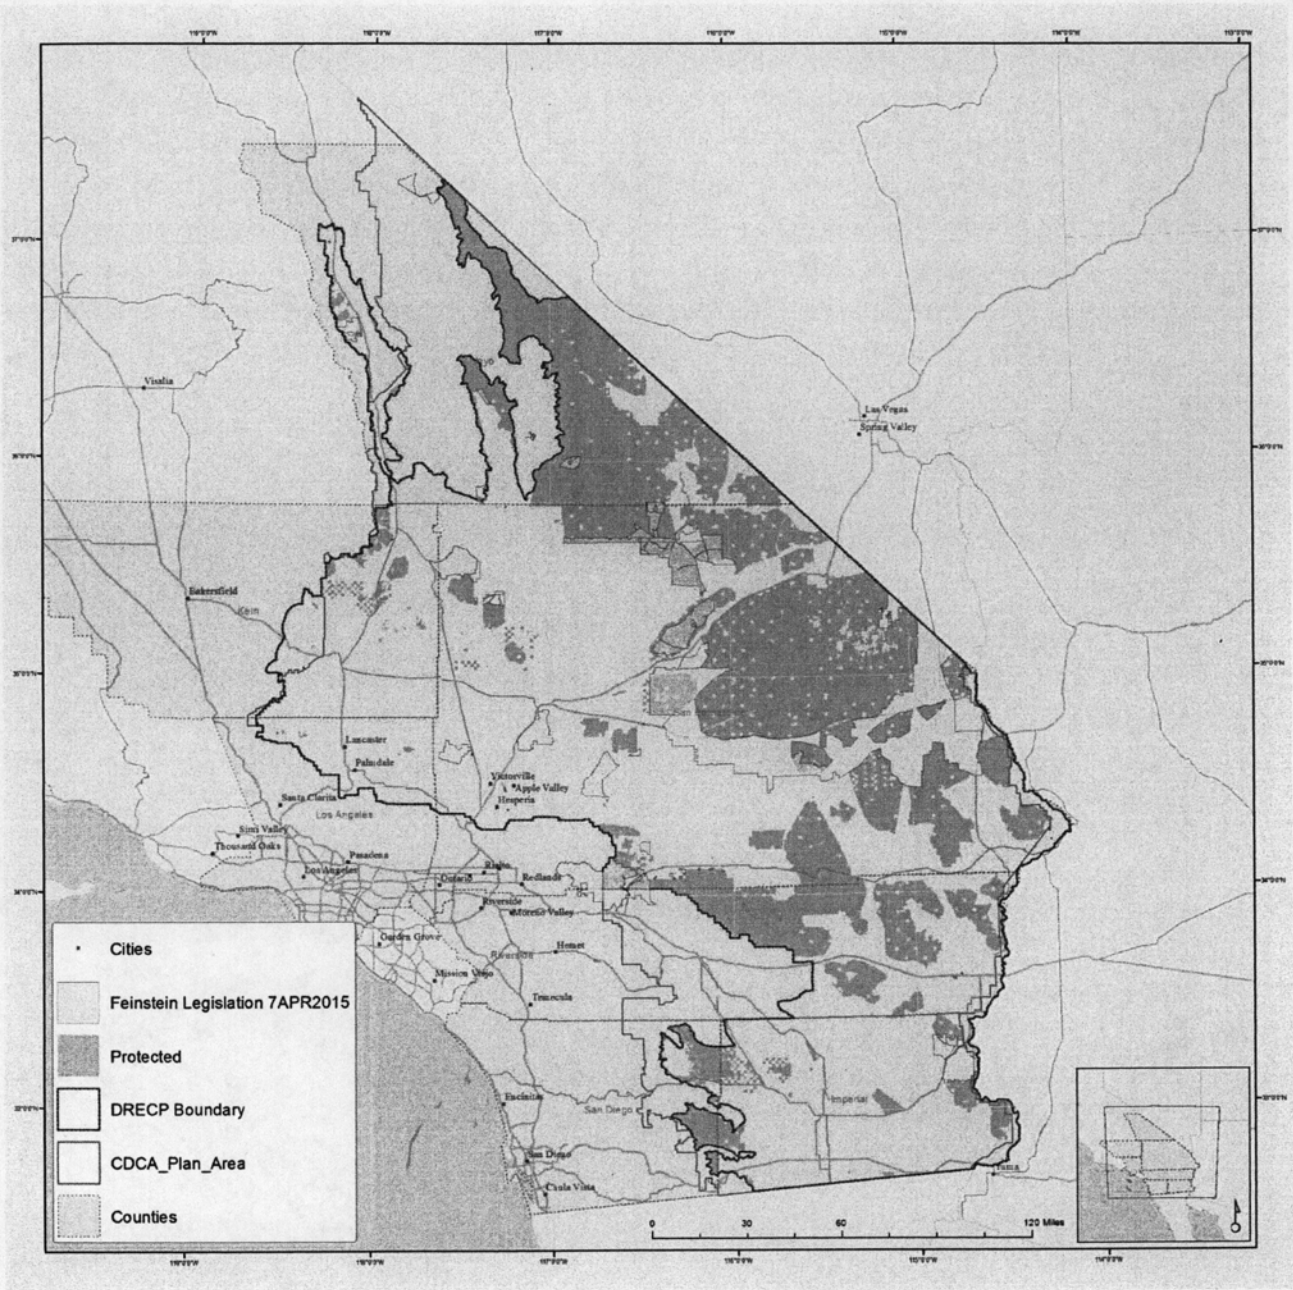 Visalia
Las Vegas
Spring Valley
Bakersfield
Kern
Lancaster
Palmdale
Victorville
Apple Valley
Hesperia
Santa Clarita
Los Angeles
Simi Valley
Thousand Oaks
Pasadena
Los Angeles
Rialto
Ontario
Redlands
Riverside
Moreno Valley
Garden Grove
Hemet
Riverside
Mission Viejo
Temecula
Encinitas
San Diego
Imperial
San Diego
Chula Vista
Yuma
Cities
Feinstein Legislation 7APR2015
Protected
DRECP Boundary
CDCA_Plan_Area
Counties
0 30 60 120 Miles